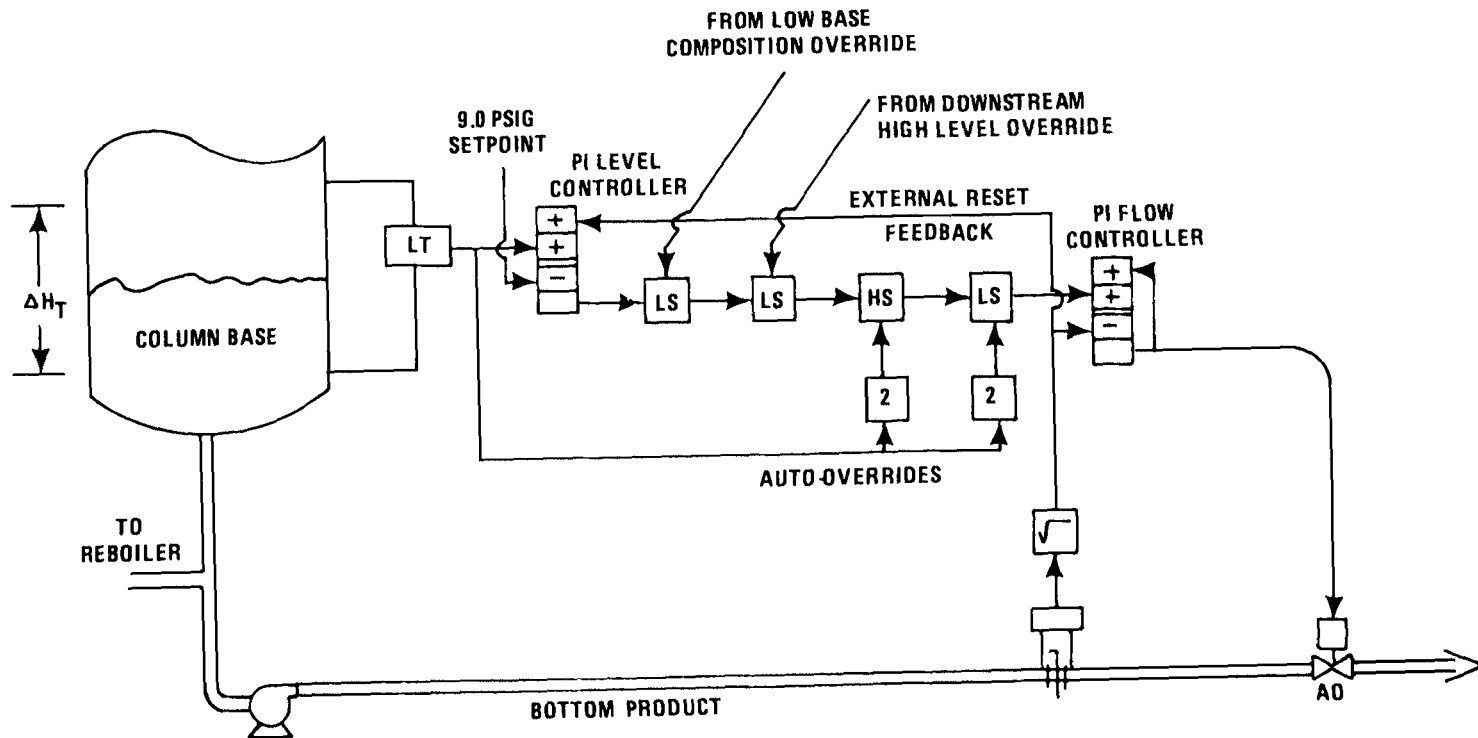 FROM LOW BASE
COMPOSITION OVERRIDE
FROM DOWNSTREAM
HIGH LEVEL OVERRIDE
9.0 PSIG
SETPOINT
PI LEVEL
CONTROLLER
EXTERNAL RESET
FEEDBACK
PI FLOW
CONTROLLER
+
+
−
LT
LS
LS
HS
LS
+
+
−
ΔH_T
COLUMN BASE
2
2
AUTO-OVERRIDES
TO
REBOILER
√
BOTTOM PRODUCT
AO